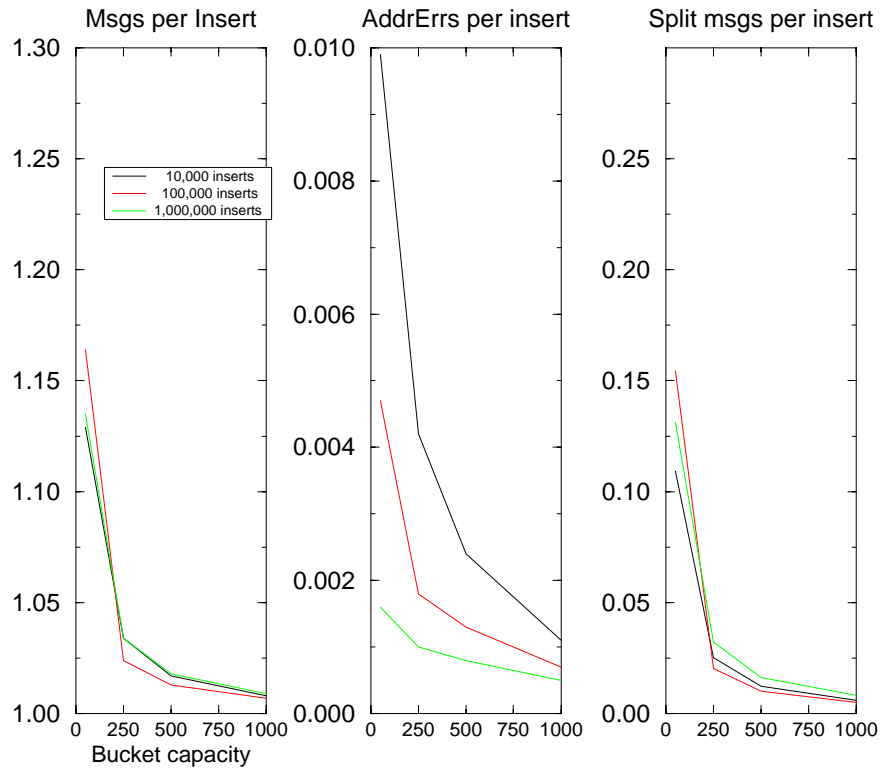 Msgs per Insert
1.30
1.25
1.20
1.15
1.10
1.05
1.00
0 250 500 750 1000
Bucket capacity
10,000 inserts
100,000 inserts
1,000,000 inserts
AddrErrs per insert
0.010
0.008
0.006
0.004
0.002
0.000
0 250 500 750 1000
Split msgs per insert
0.25
0.20
0.15
0.10
0.05
0.00
0 250 500 750 1000